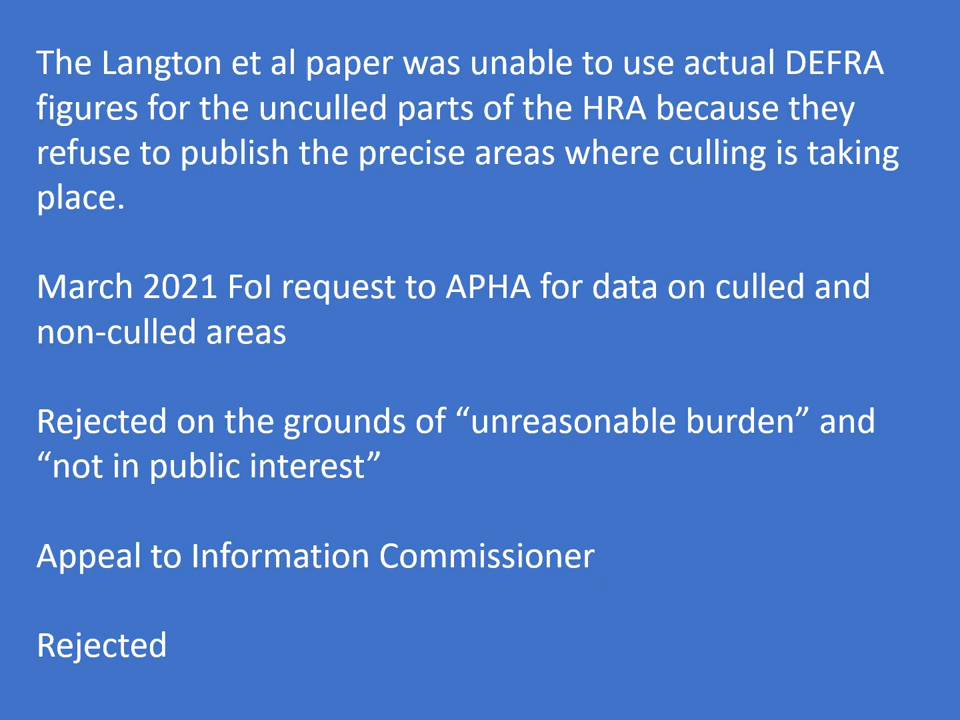 The Langton et al paper was unable to use actual DEFRA
figures for the unculled parts of the HRA because they
refuse to publish the precise areas where culling is taking
place.
March 2021 FoI request to APHA for data on culled and
non-culled areas
Rejected on the grounds of “unreasonable burden” and
“not in public interest”
Appeal to Information Commissioner
Rejected